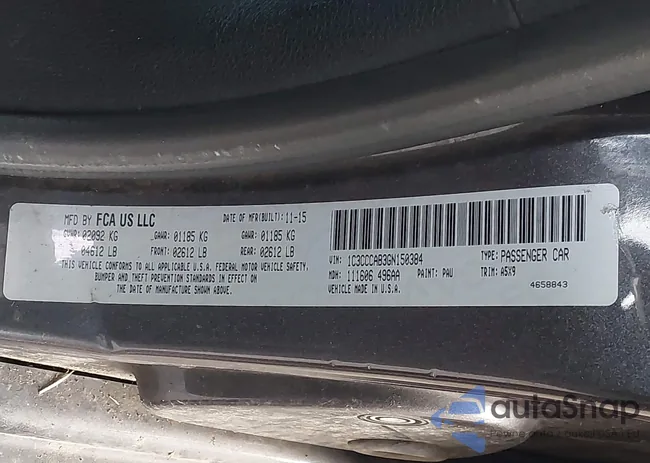 MFD BY FCA US LLC
DATE OF MFR(BUILT): 11-15
GVWR: 02092 KG GAWR: 01185 KG GAWR: 01185 KG
04612 LB FRONT: 02612 LB REAR: 02612 LB
THIS VEHICLE CONFORMS TO ALL APPLICABLE U.S.A. FEDERAL MOTOR VEHICLE SAFETY,
BUMPER AND THEFT PREVENTION STANDARDS IN EFFECT ON
THE DATE OF MANUFACTURE SHOWN ABOVE.
VIN: 1C3CCCAB3GN150384 TYPE: PASSENGER CAR
MDH: 111606 496AA PAINT: PAU TRIM: A5X9
VEHICLE MADE IN U.S.A.
4658843
autaSnap